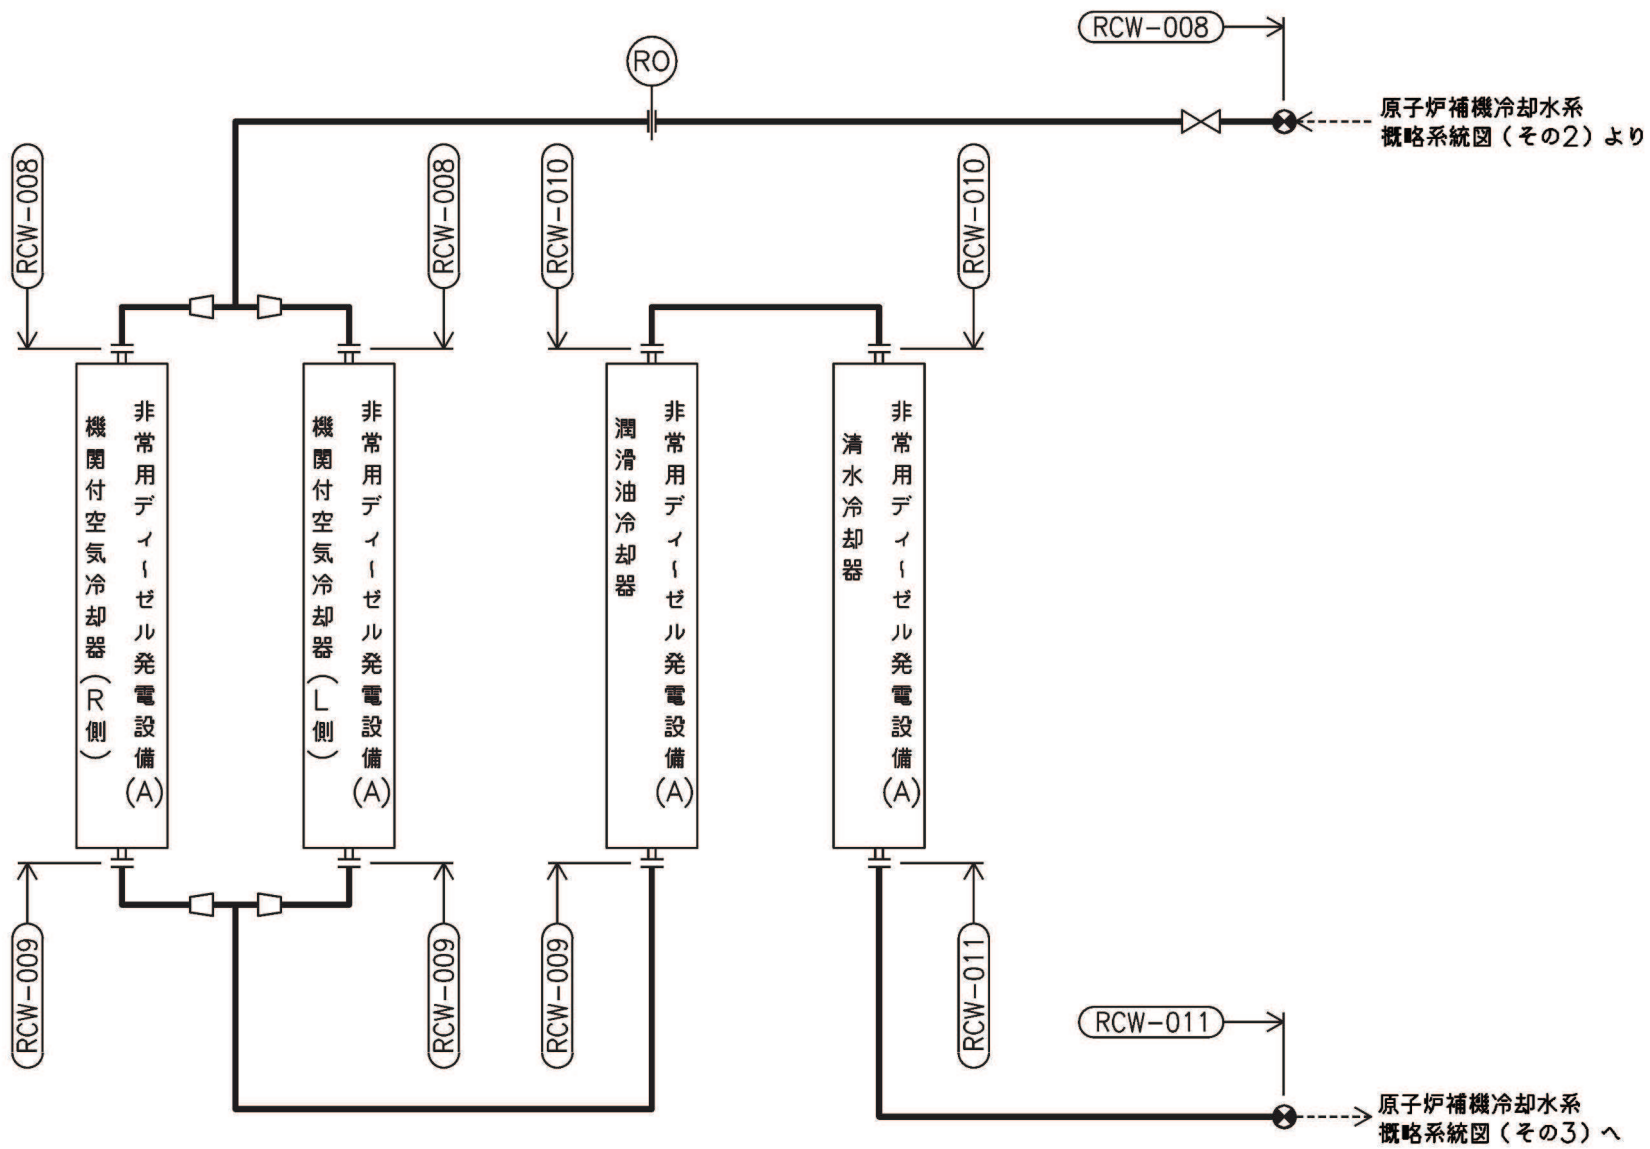 RCW-008
RO
原子炉補機冷却水系
概略系統図（その2）より
RCW-008
RCW-008
RCW-010
RCW-010
非常用ディーゼル発電設備(A)
機関付空気冷却器(R側)
非常用ディーゼル発電設備(A)
機関付空気冷却器(L側)
非常用ディーゼル発電設備(A)
潤滑油冷却器
非常用ディーゼル発電設備(A)
清水冷却器
RCW-009
RCW-009
RCW-009
RCW-011
RCW-011
原子炉補機冷却水系
概略系統図（その3）へ